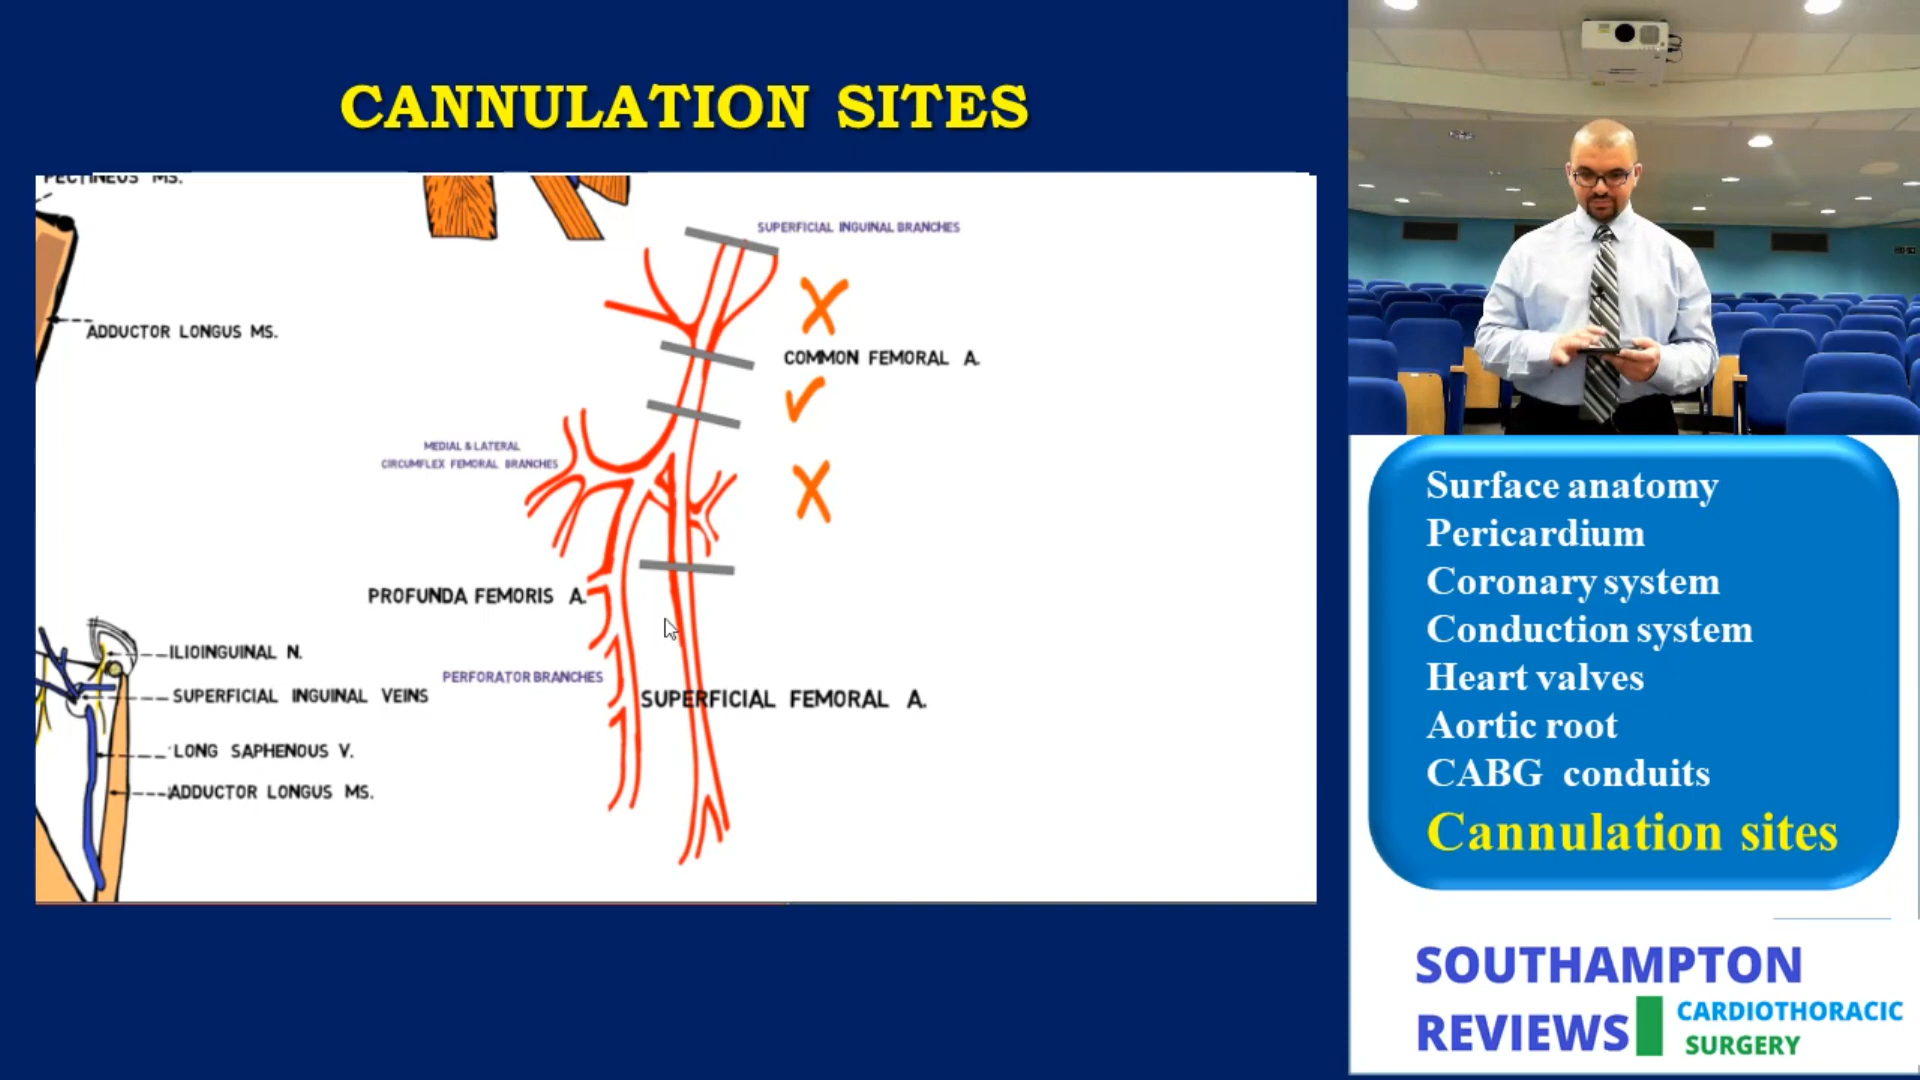 CANNULATION SITES
PECTINEUS MS.
SUPERFICIAL INGUINAL BRANCHES
ADDUCTOR LONGUS MS.
COMMON FEMORAL A.
MEDIAL & LATERAL
CIRCUMFLEX FEMORAL BRANCHES
PROFUNDA FEMORIS A.
ILIOINGUINAL N.
PERFORATOR BRANCHES
SUPERFICIAL INGUINAL VEINS
SUPERFICIAL FEMORAL A.
LONG SAPHENOUS V.
ADDUCTOR LONGUS MS.
Surface anatomy
Pericardium
Coronary system
Conduction system
Heart valves
Aortic root
CABG conduits
Cannulation sites
SOUTHAMPTON
REVIEWS
CARDIOTHORACIC
SURGERY